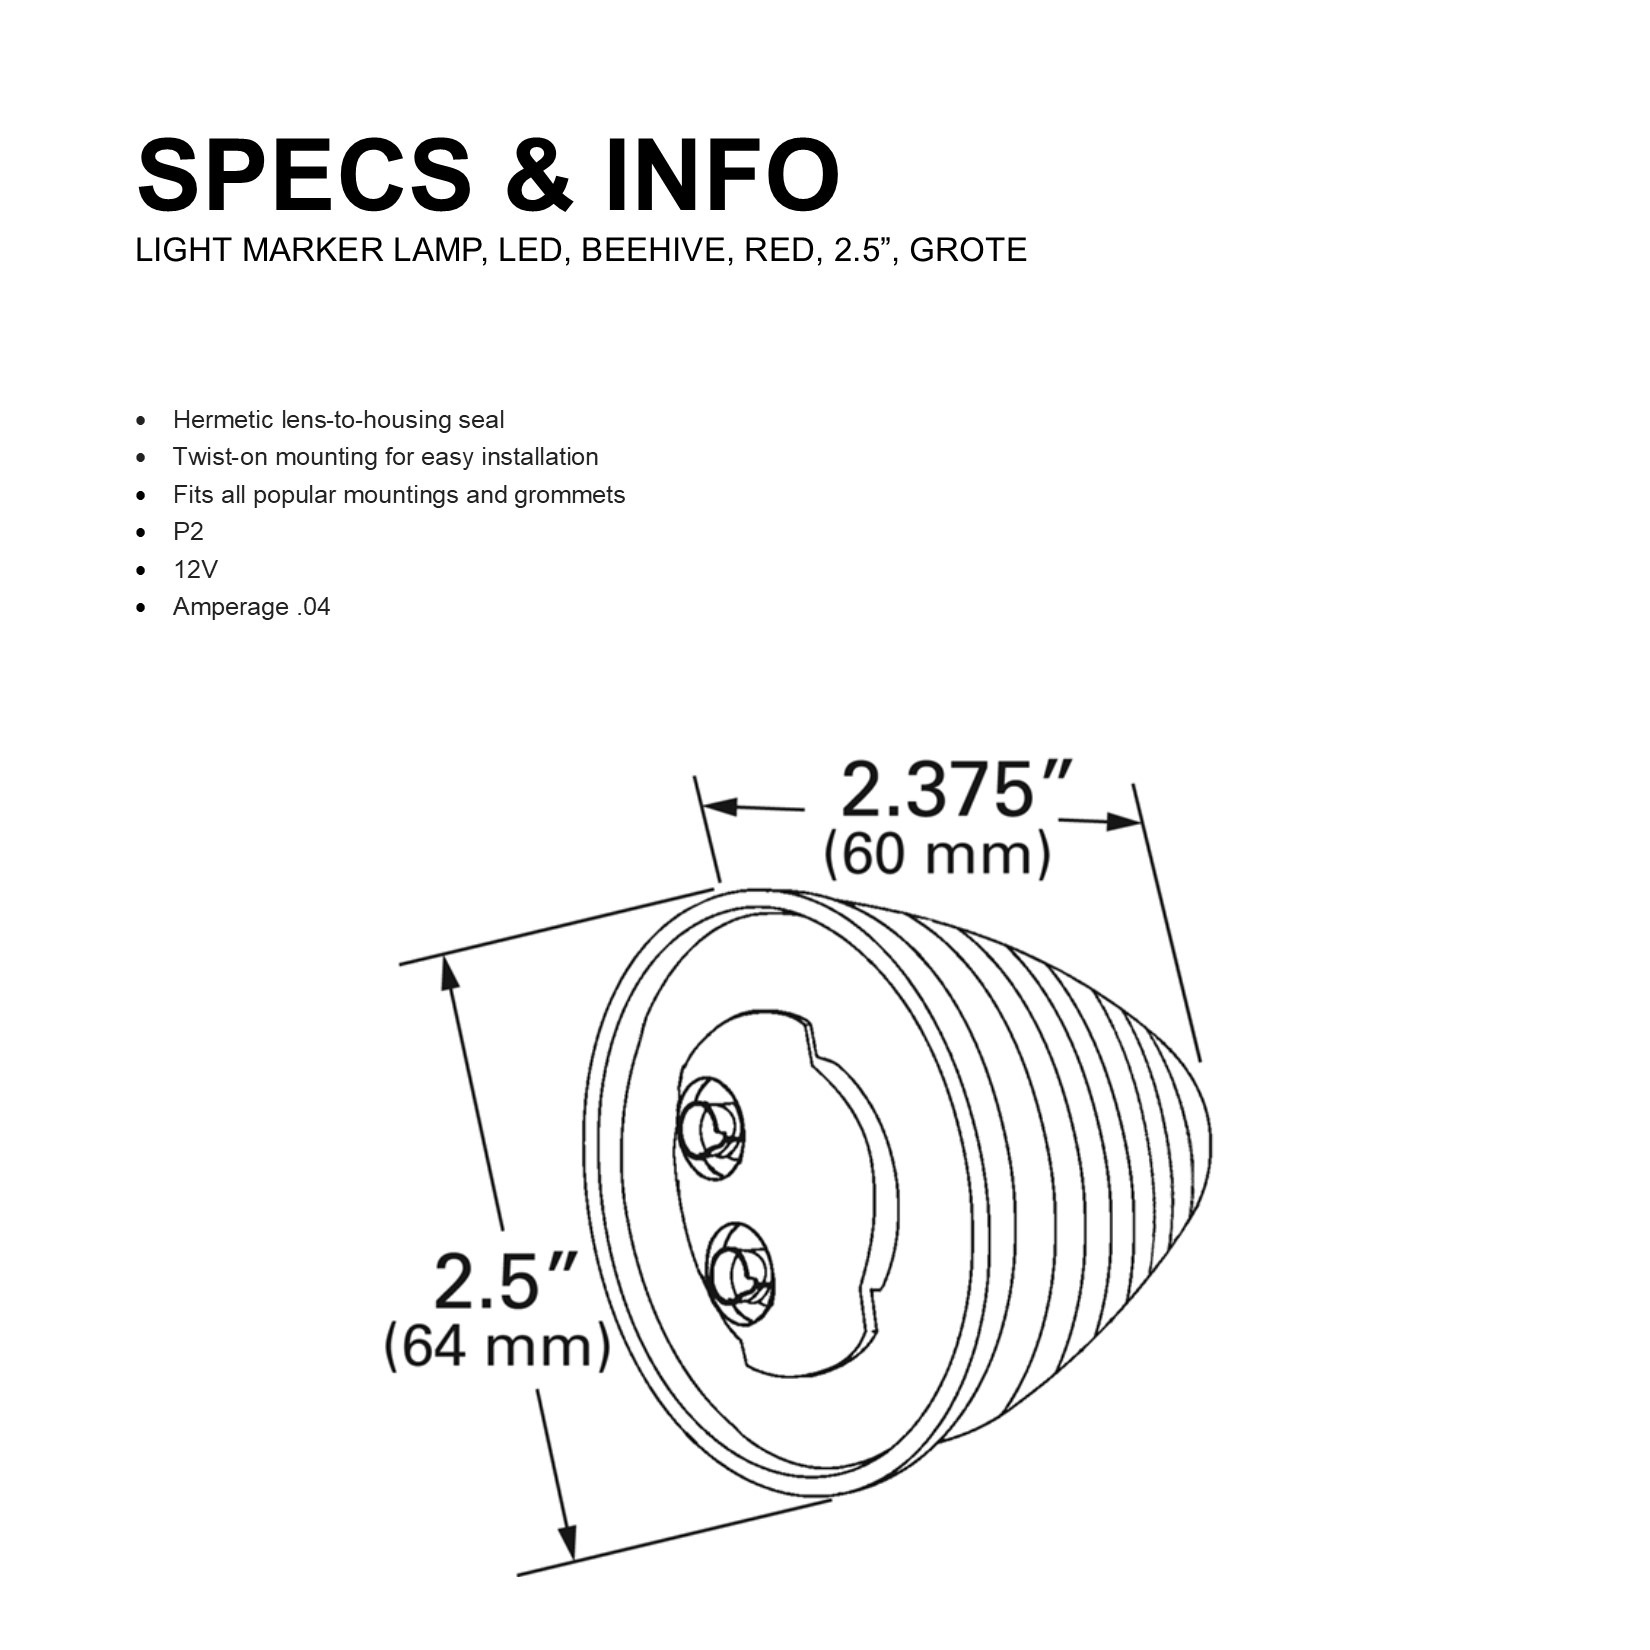 SPECS & INFO
LIGHT MARKER LAMP, LED, BEEHIVE, RED, 2.5”, GROTE
• Hermetic lens-to-housing seal
• Twist-on mounting for easy installation
• Fits all popular mountings and grommets
• P2
• 12V
• Amperage .04
2.375″
(60 mm)
2.5″
(64 mm)